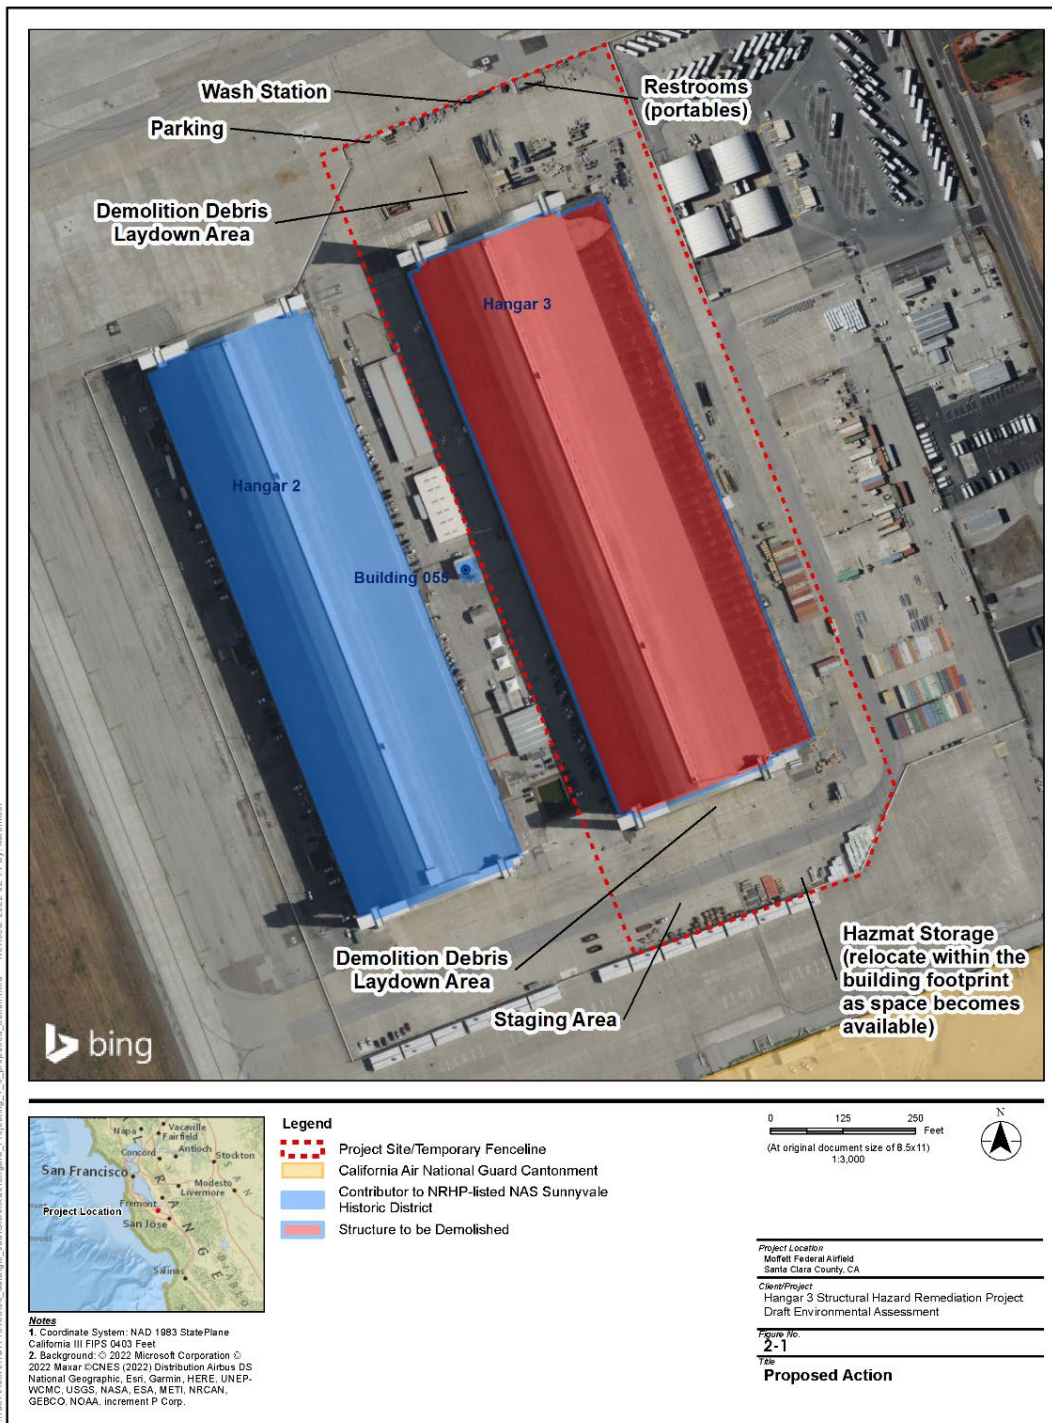 Wash Station
Restrooms
(portables)
Parking
Demolition Debris
Laydown Area
Hangar 3
Hangar 2
Building 055
Demolition Debris
Laydown Area
Staging Area
Hazmat Storage
(relocate within the
building footprint
as space becomes
available)
bing
Napa
Vacaville
Fairfield
Concord
Antioch
Stockton
San Francisco
Modesto
Livermore
Fremont
Project Location
San Jose
Salinas
Legend
Project Site/Temporary Fenceline
California Air National Guard Cantonment
Contributor to NRHP-listed NAS Sunnyvale
Historic District
Structure to be Demolished
0 125 250
Feet
(At original document size of 8.5x11)
1:3,000
N
Project Location
Moffett Federal Airfield
Santa Clara County, CA
Client/Project
Hangar 3 Structural Hazard Remediation Project
Draft Environmental Assessment
Figure No.
2-1
Title
Proposed Action
Notes
1. Coordinate System: NAD 1983 StatePlane
California III FIPS 0403 Feet
2. Background: © 2022 Microsoft Corporation ©
2022 Maxar ©CNES (2022) Distribution Airbus DS
National Geographic, Esri, Garmin, HERE, UNEP-
WCMC, USGS, NASA, ESA, METI, NRCAN,
GEBCO, NOAA, increment P Corp.